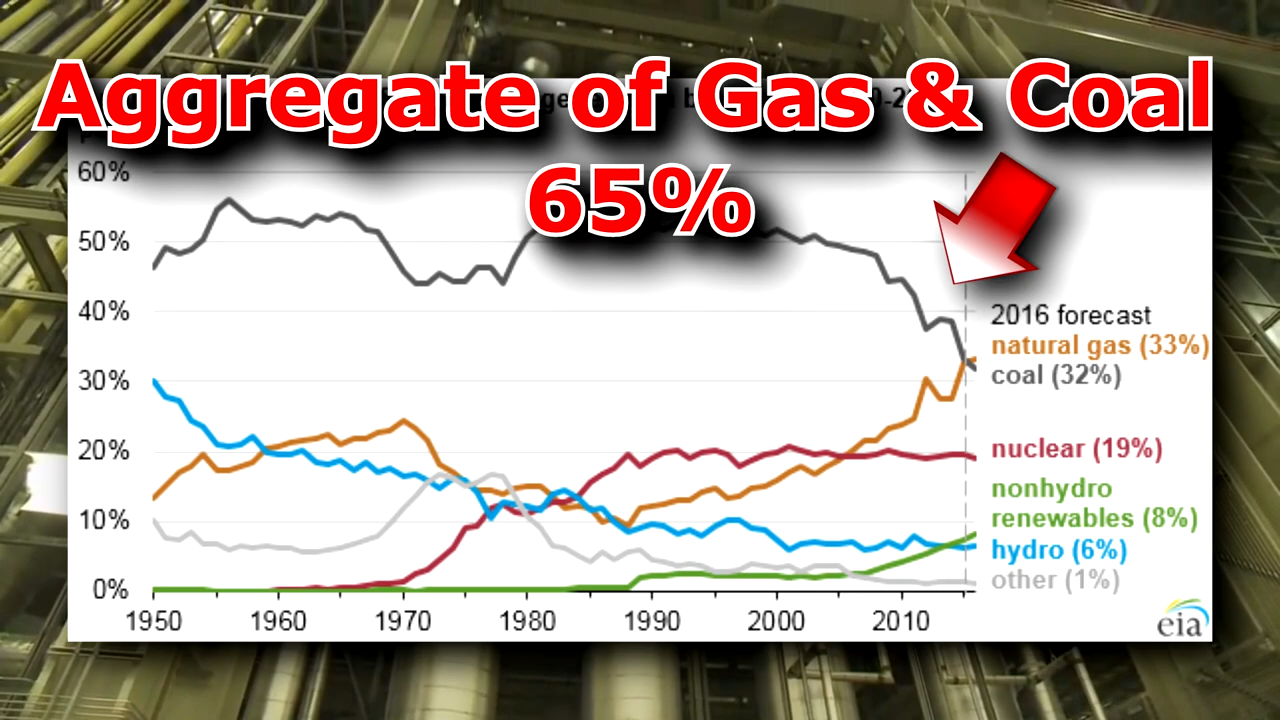 Aggregate of Gas & Coal
65%
60%
50%
40%
30%
20%
10%
0%
2016 forecast
natural gas (33%)
coal (32%)
nuclear (19%)
nonhydro
renewables (8%)
hydro (6%)
other (1%)
1950 1960 1970 1980 1990 2000 2010
eia